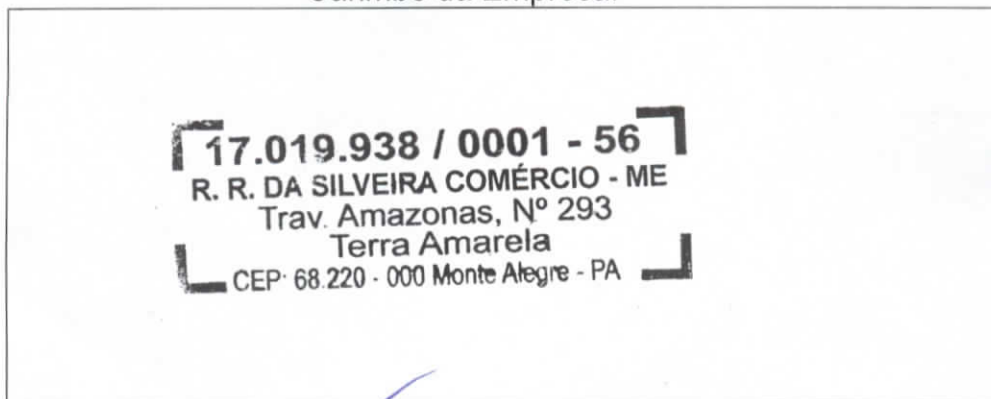 17.019.938 / 0001 - 56
R. R. DA SILVEIRA COMÉRCIO - ME
Trav. Amazonas, Nº 293
Terra Amarela
CEP: 68.220 - 000 Monte Alegre - PA